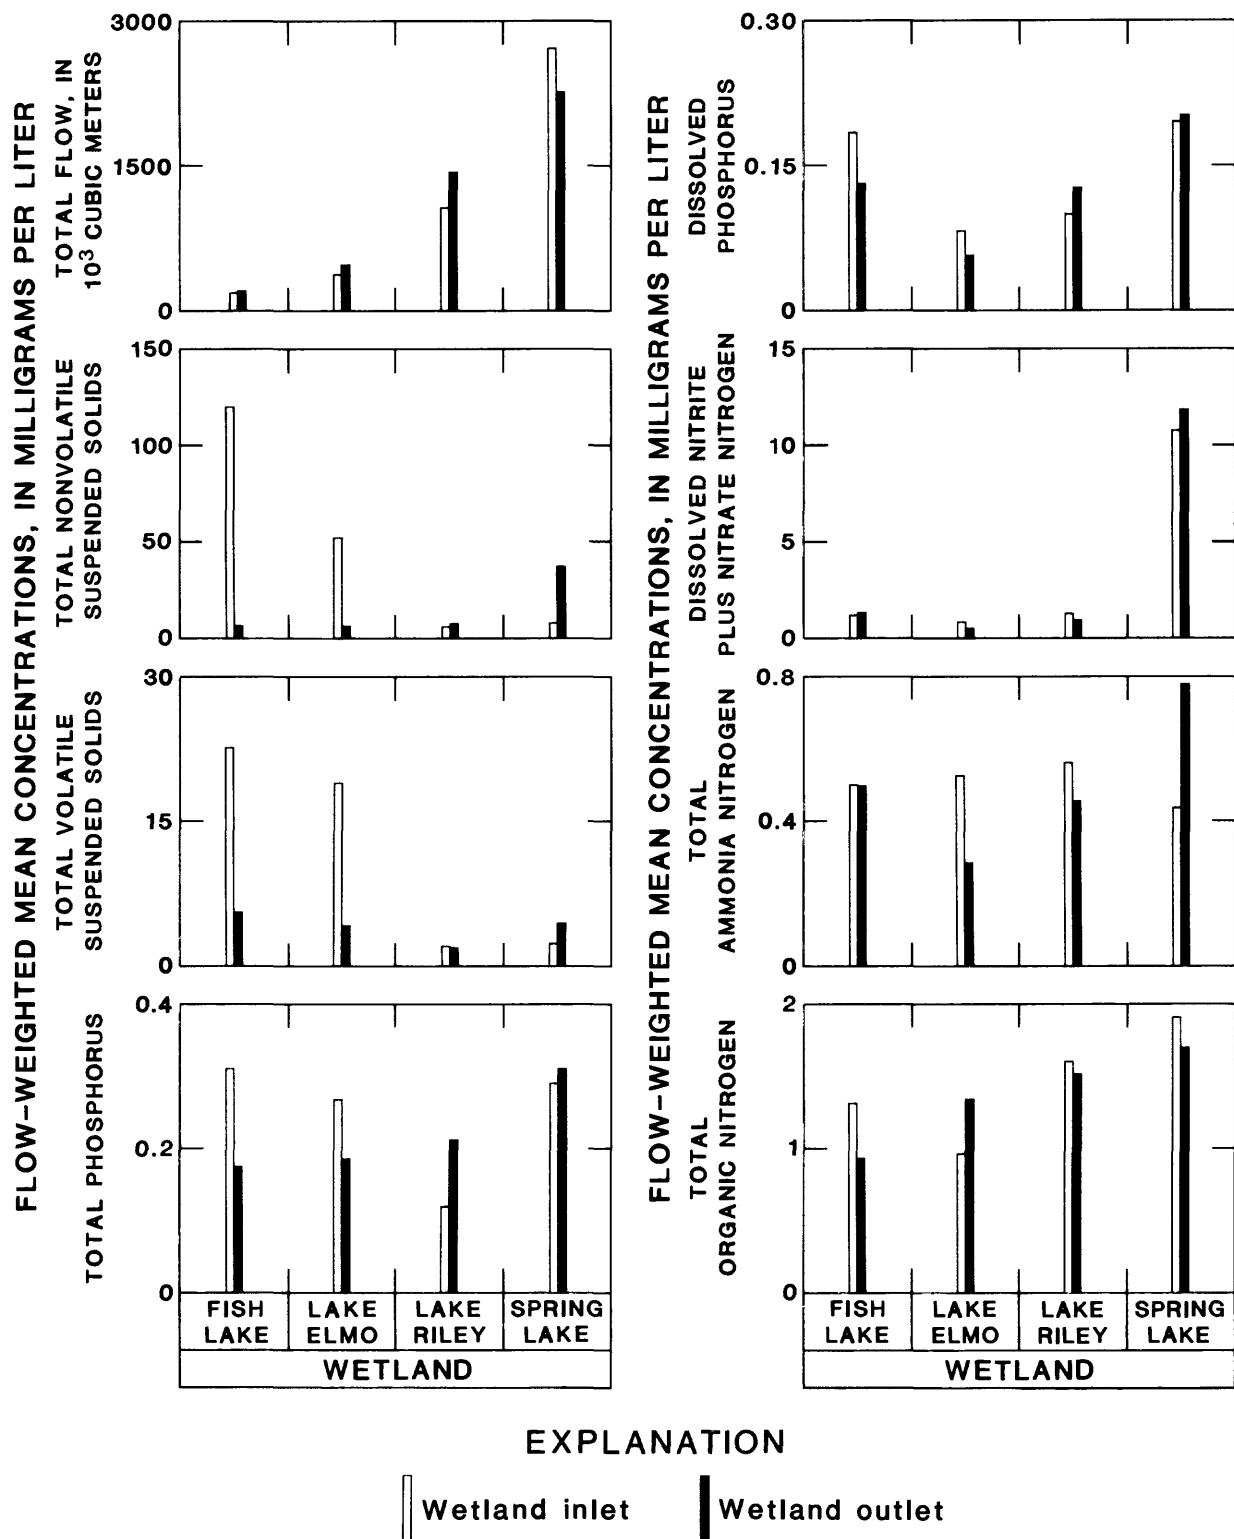 FLOW-WEIGHTED MEAN CONCENTRATIONS, IN MILLIGRAMS PER LITER
TOTAL FLOW, IN
10³ CUBIC METERS
3000
1500
0
TOTAL NONVOLATILE
SUSPENDED SOLIDS
150
100
50
0
TOTAL VOLATILE
SUSPENDED SOLIDS
30
15
0
TOTAL PHOSPHORUS
0.4
0.2
0
FISH LAKE LAKE SPRING
LAKE ELMO RILEY LAKE
WETLAND
FLOW-WEIGHTED MEAN CONCENTRATIONS, IN MILLIGRAMS PER LITER
DISSOLVED
PHOSPHORUS
0.30
0.15
0
DISSOLVED NITRITE
PLUS NITRATE NITROGEN
15
10
5
0
TOTAL
AMMONIA NITROGEN
0.8
0.4
0
TOTAL
ORGANIC NITROGEN
2
1
0
FISH LAKE LAKE SPRING
LAKE ELMO RILEY LAKE
WETLAND
EXPLANATION
Wetland inlet
Wetland outlet